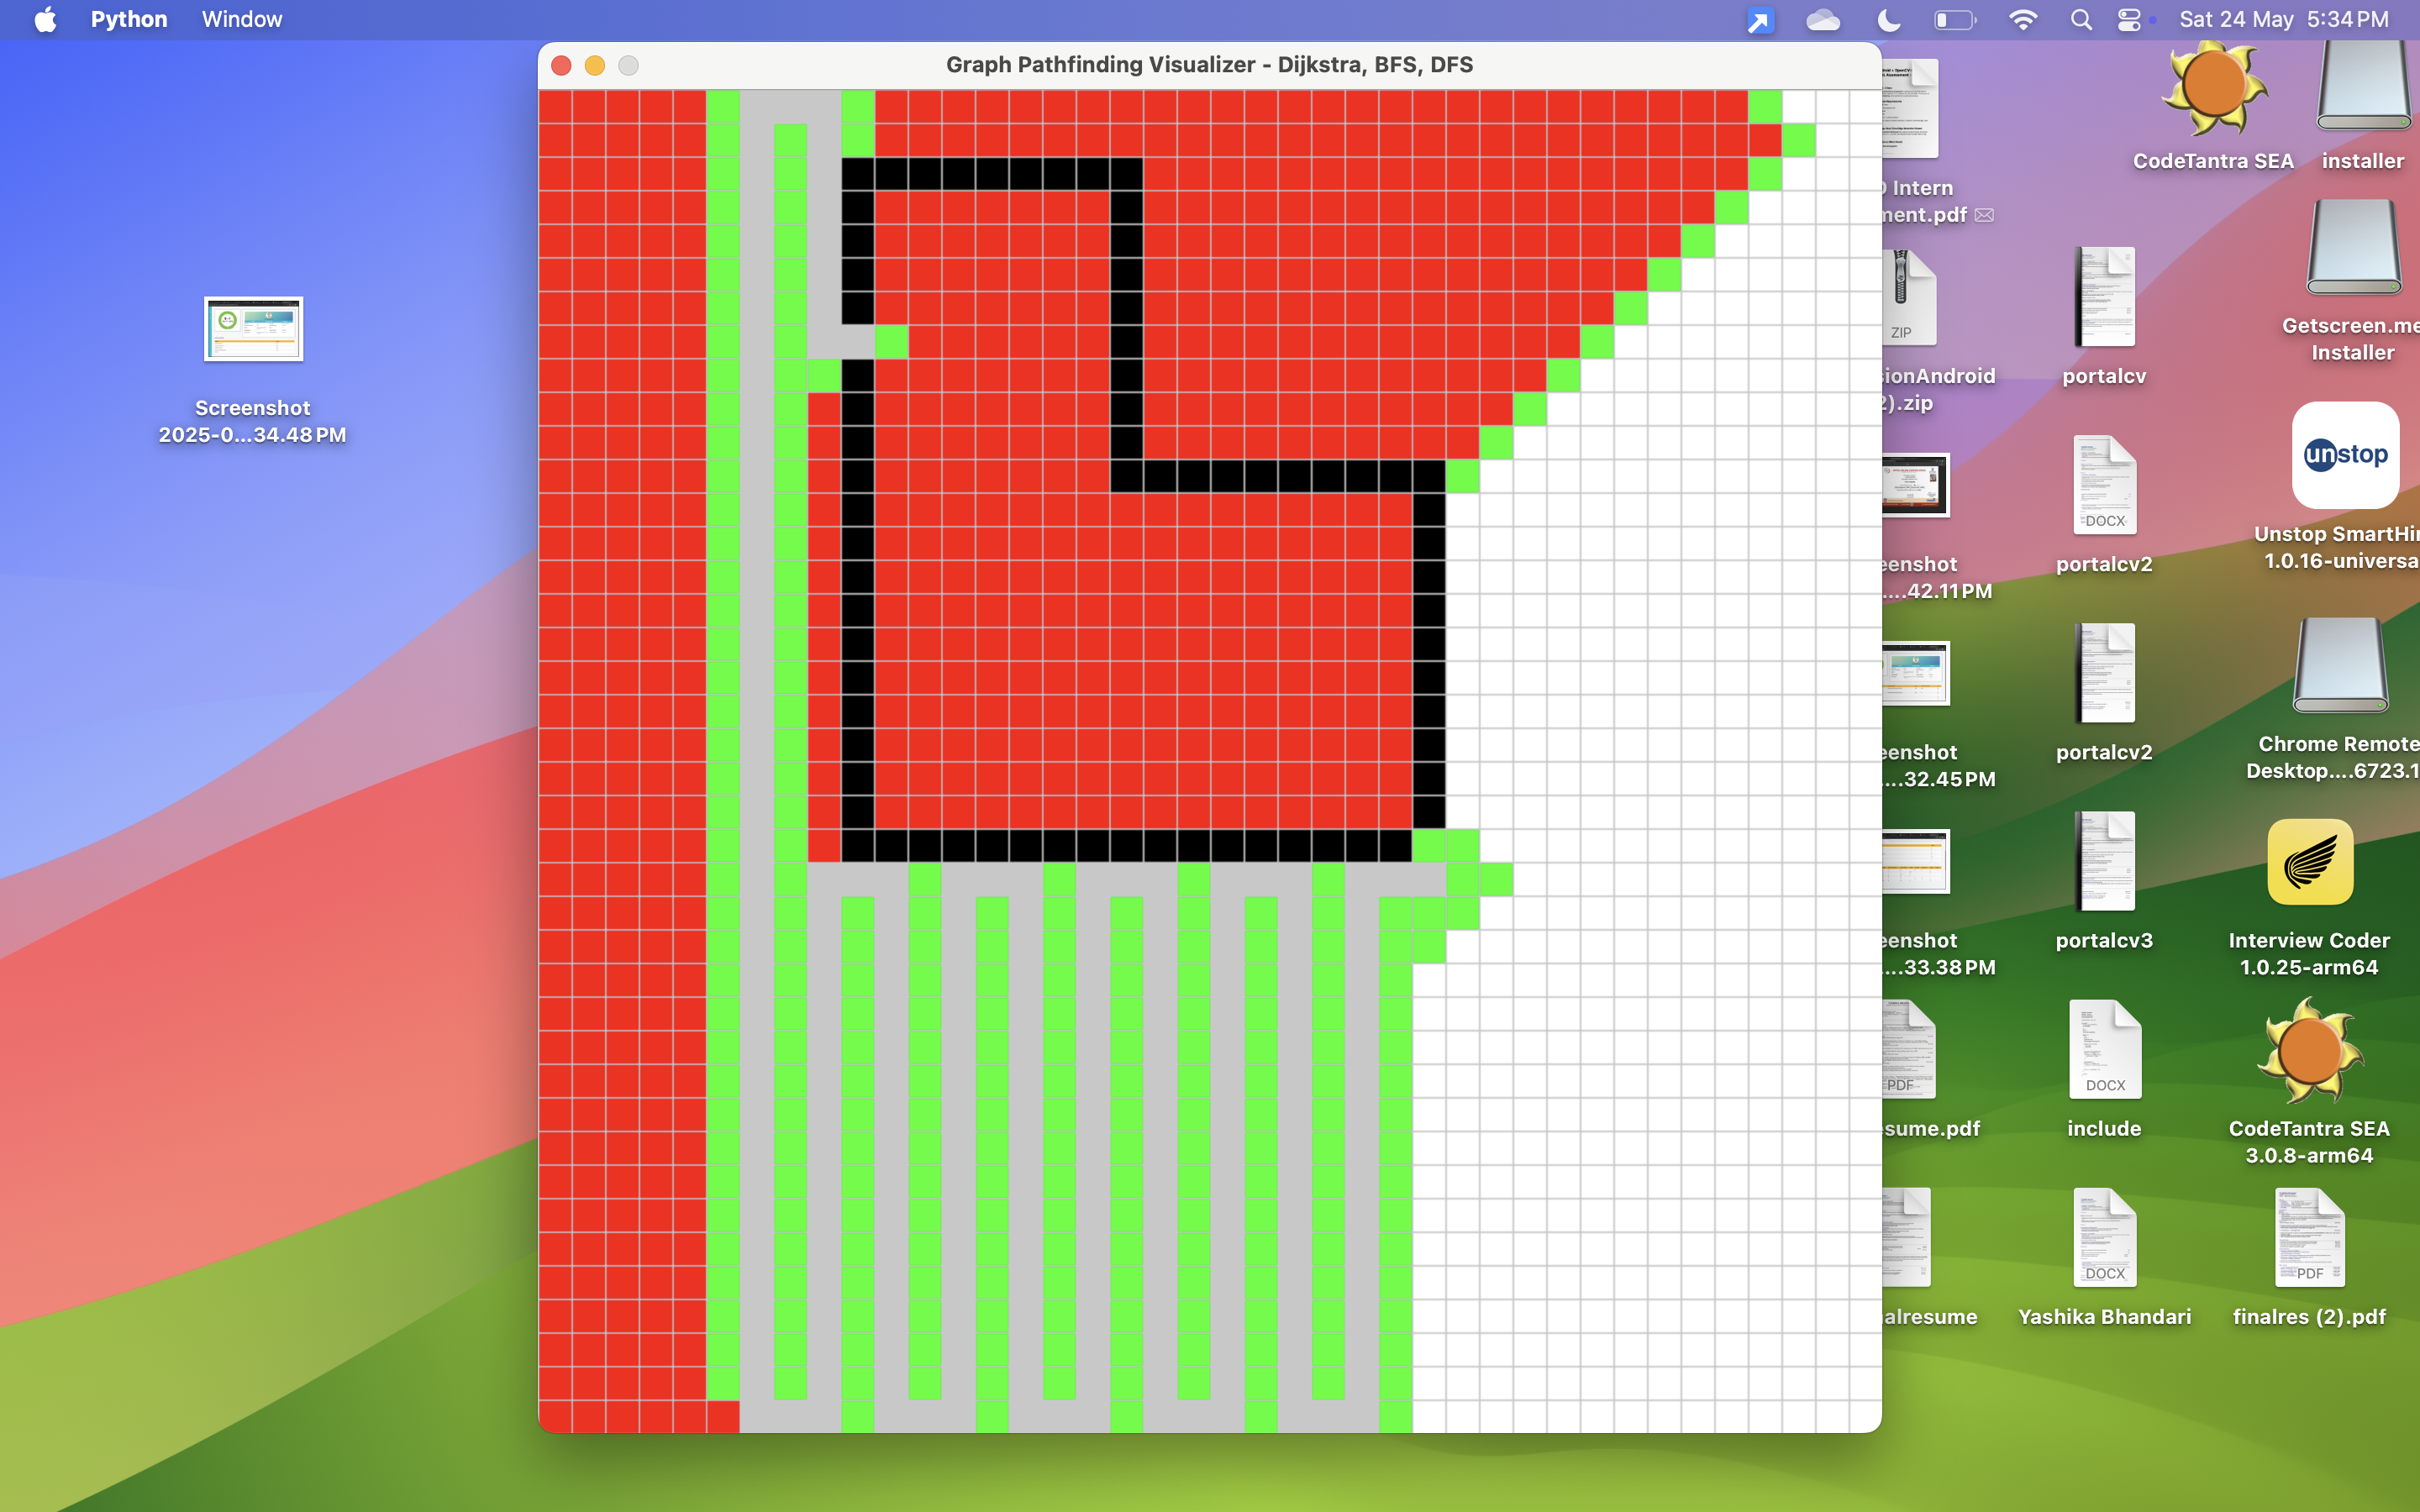 Python Window
Sat 24 May 5:34 PM
Graph Pathfinding Visualizer - Dijkstra, BFS, DFS
Screenshot
2025-0...34.48 PM
Intern
ment.pdf
CodeTantra SEA
installer
ZIP
sionAndroid
2).zip
portalcv
Getscreen.me
Installer
eenshot
....42.11 PM
DOCX
portalcv2
unstop
Unstop SmartHir
1.0.16-universa
eenshot
....32.45 PM
portalcv2
Chrome Remote
Desktop....6723.1
eenshot
....33.38 PM
portalcv3
Interview Coder
1.0.25-arm64
PDF
sume.pdf
DOCX
include
CodeTantra SEA
3.0.8-arm64
alresume
DOCX
Yashika Bhandari
PDF
finalres (2).pdf